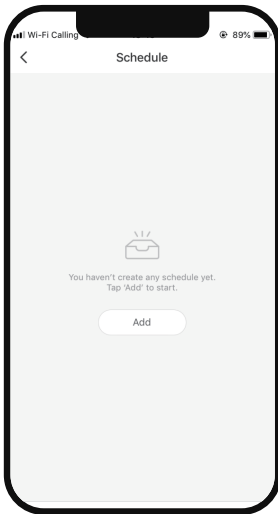 Wi-Fi Calling 89%
Schedule
You haven't create any schedule yet.
Tap 'Add' to start.
Add